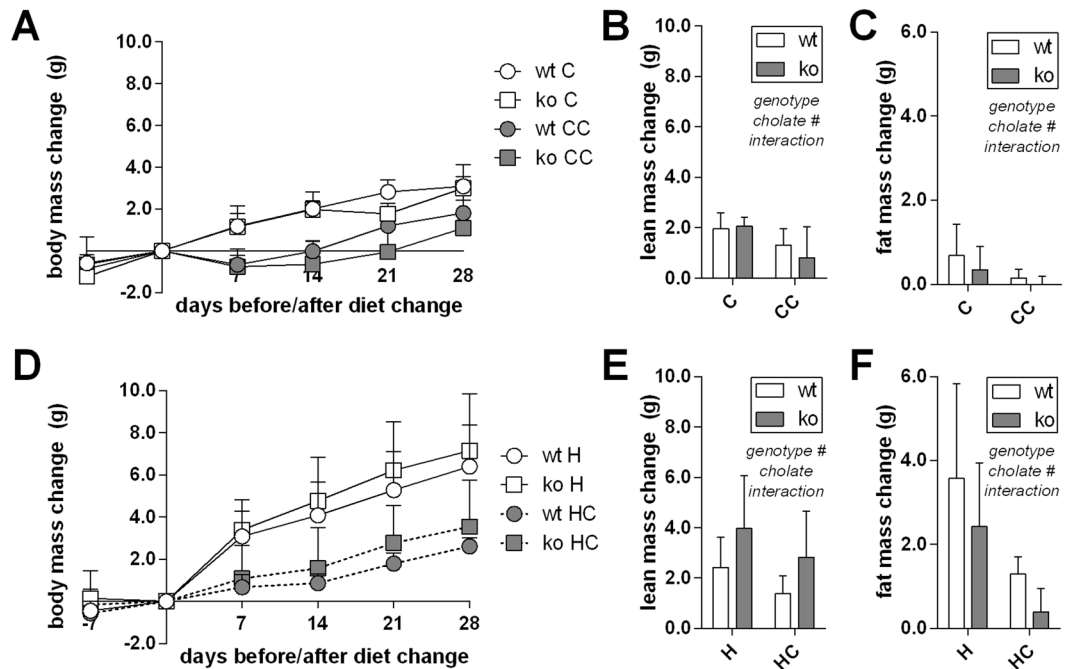 A
body mass change (g)
10.0
8.0
6.0
4.0
2.0
-2.0
7
14
21
28
days before/after diet change
wt C
ko C
wt CC
ko CC
B
lean mass change (g)
10.0
8.0
6.0
4.0
2.0
0.0
wt
ko
genotype
cholate #
interaction
C
CC
C
fat mass change (g)
6.0
4.0
2.0
0.0
wt
ko
genotype
cholate #
interaction
C
CC
D
body mass change (g)
10.0
8.0
6.0
4.0
2.0
-2.0
-7
7
14
21
28
days before/after diet change
wt H
ko H
wt HC
ko HC
E
lean mass change (g)
10.0
8.0
6.0
4.0
2.0
0.0
wt
ko
genotype #
cholate
interaction
H
HC
F
fat mass change (g)
6.0
4.0
2.0
0.0
wt
ko
genotype
cholate #
interaction
H
HC